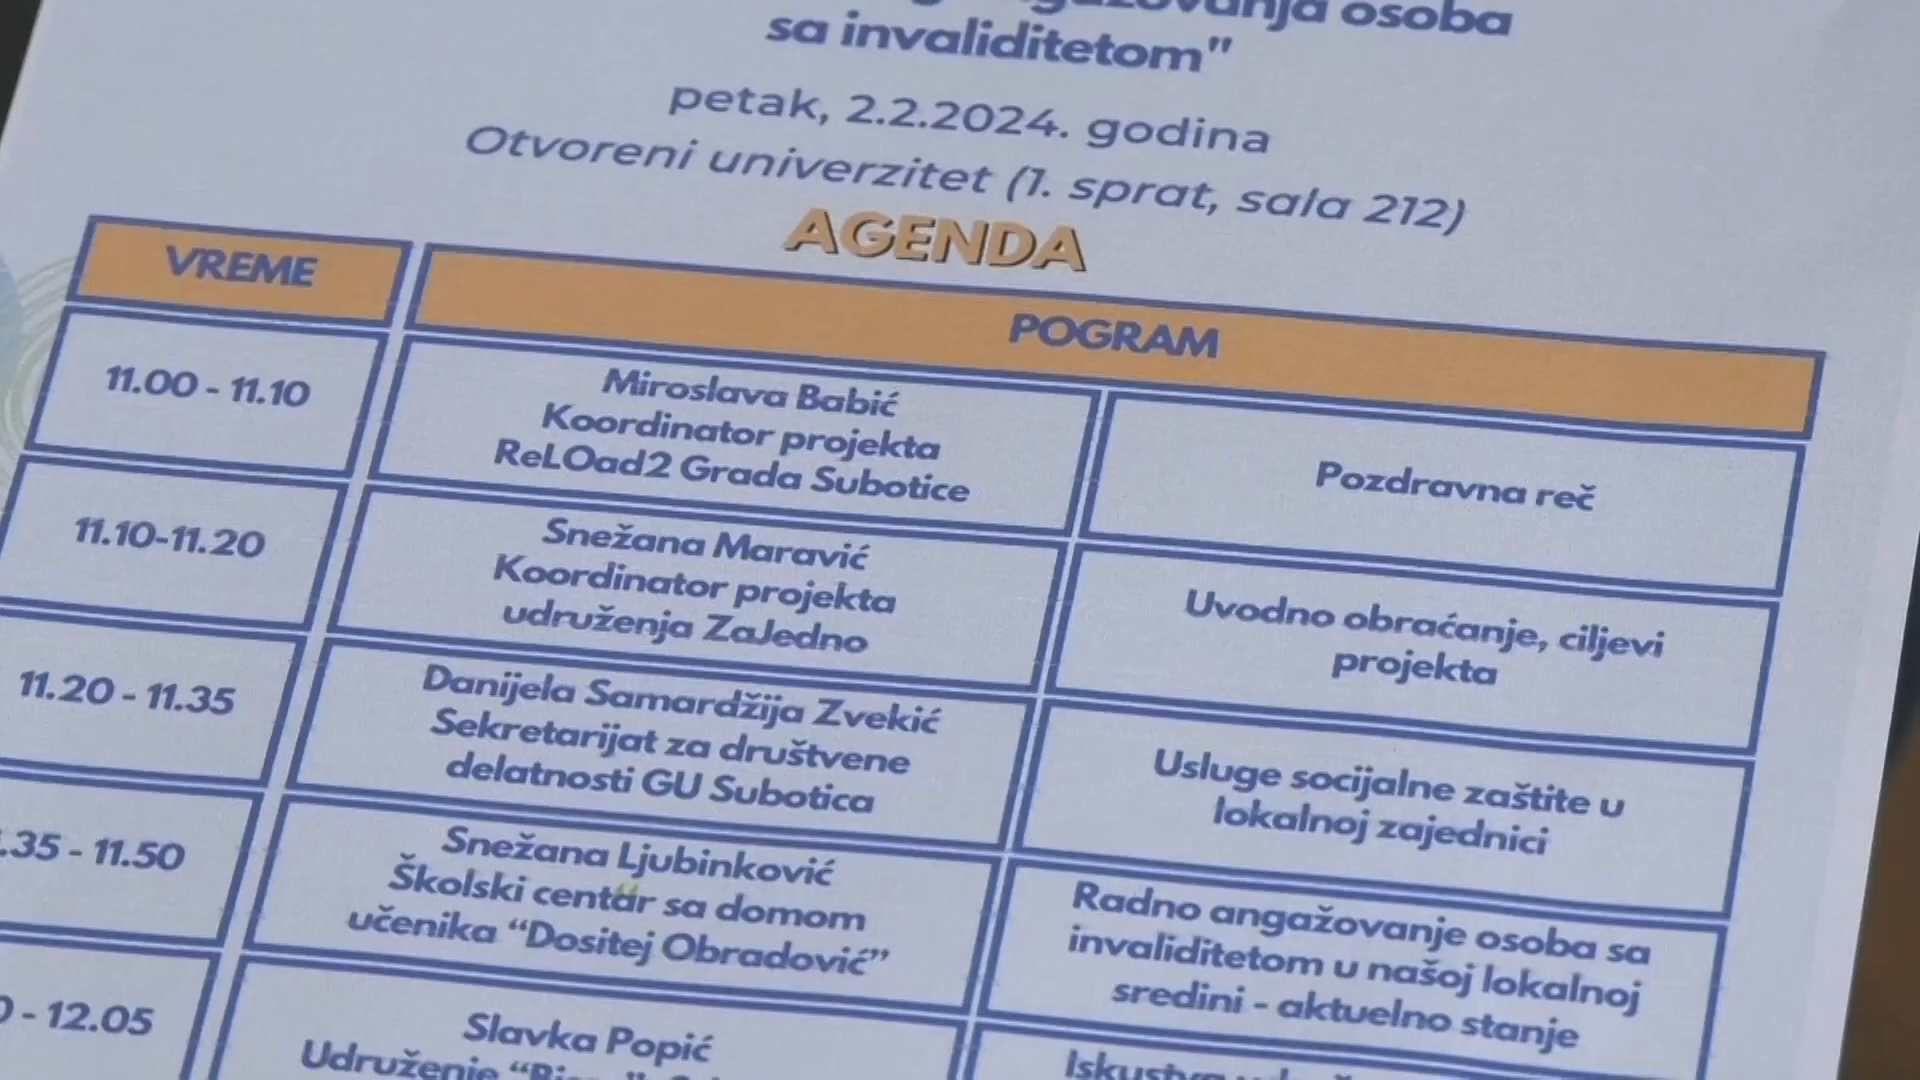 osoba
sa invaliditetom"
petak, 2.2.2024. godina
Otvoreni univerzitet (1. sprat, sala 212)
AGENDA
VREME
POGRAM
11.00 - 11.10
Miroslava Babić
Koordinator projekta
ReLOad2 Grada Subotice
Pozdravna reč
11.10-11.20
Snežana Maravić
Koordinator projekta
udruženja ZaJedno
Uvodno obraćanje, ciljevi
projekta
11.20 - 11.35
Danijela Samardžija Zvekić
Sekretarijat za društvene
delatnosti GU Subotica
Usluge socijalne zaštite u
lokalnoj zajednici
.35 - 11.50
Snežana Ljubinković
Školski centar sa domom
učenika “Dositej Obradović”
Radno angažovanje osoba sa
invaliditetom u našoj lokalnoj
sredini - aktuelno stanje
0 - 12.05
Slavka Popić
Udruženje